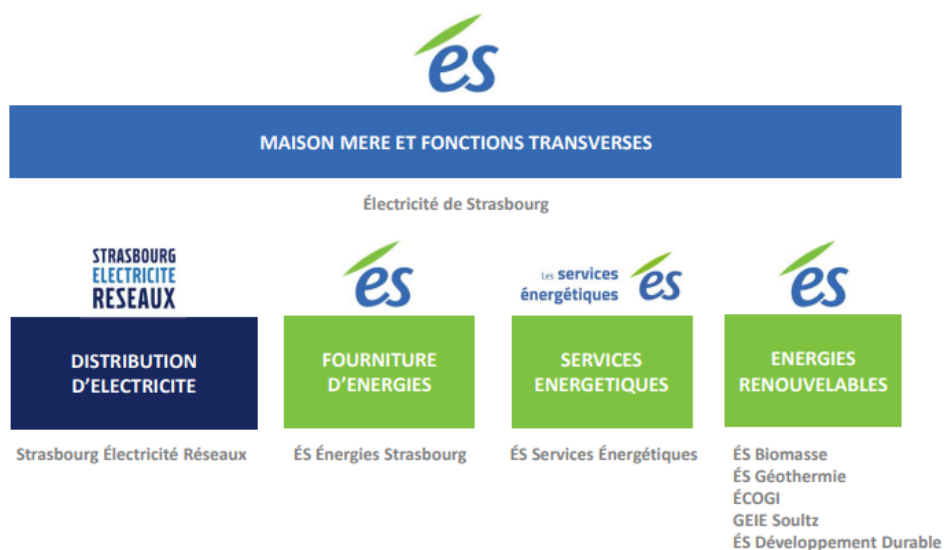 és
MAISON MERE ET FONCTIONS TRANSVERSES
Électricité de Strasbourg
STRASBOURG
ELECTRICITE
RESEAUX
DISTRIBUTION
D'ELECTRICITE
Strasbourg Électricité Réseaux
és
FOURNITURE
D'ENERGIES
ÉS Énergies Strasbourg
Les services
énergétiques
és
SERVICES
ENERGETIQUES
ÉS Services Énergétiques
és
ENERGIES
RENOUVELABLES
ÉS Biomasse
ÉS Géothermie
ÉCOGI
GEIE Soultz
ÉS Développement Durable